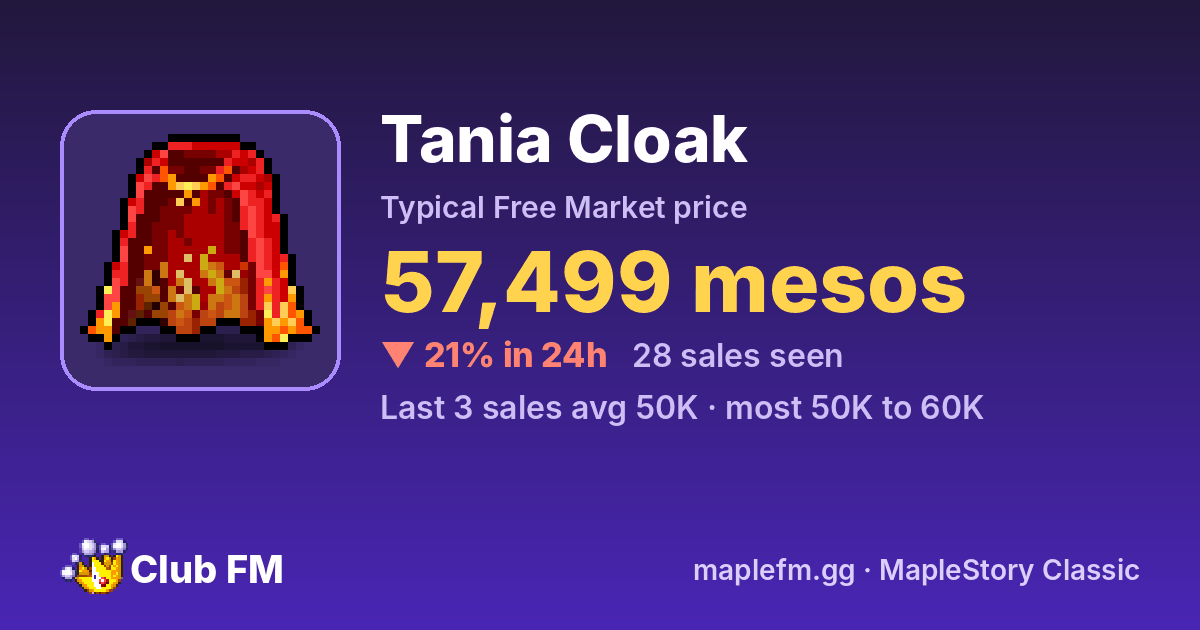 Tania Cloak
Typical Free Market price
57,499 mesos
▼ 21% in 24h 28 sales seen
Last 3 sales avg 50K · most 50K to 60K
Club FM
maplefm.gg · MapleStory Classic